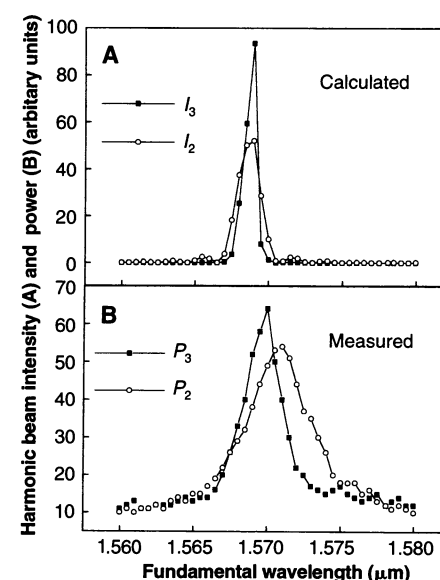 Harmonic beam intensity (A) and power (B) (arbitary units)
100
80
60
40
20
0
A
Calculated
I3
I2
70
60
50
40
30
20
10
B
Measured
P3
P2
1.560
1.565
1.570
1.575
1.580
Fundamental wavelength (μm)